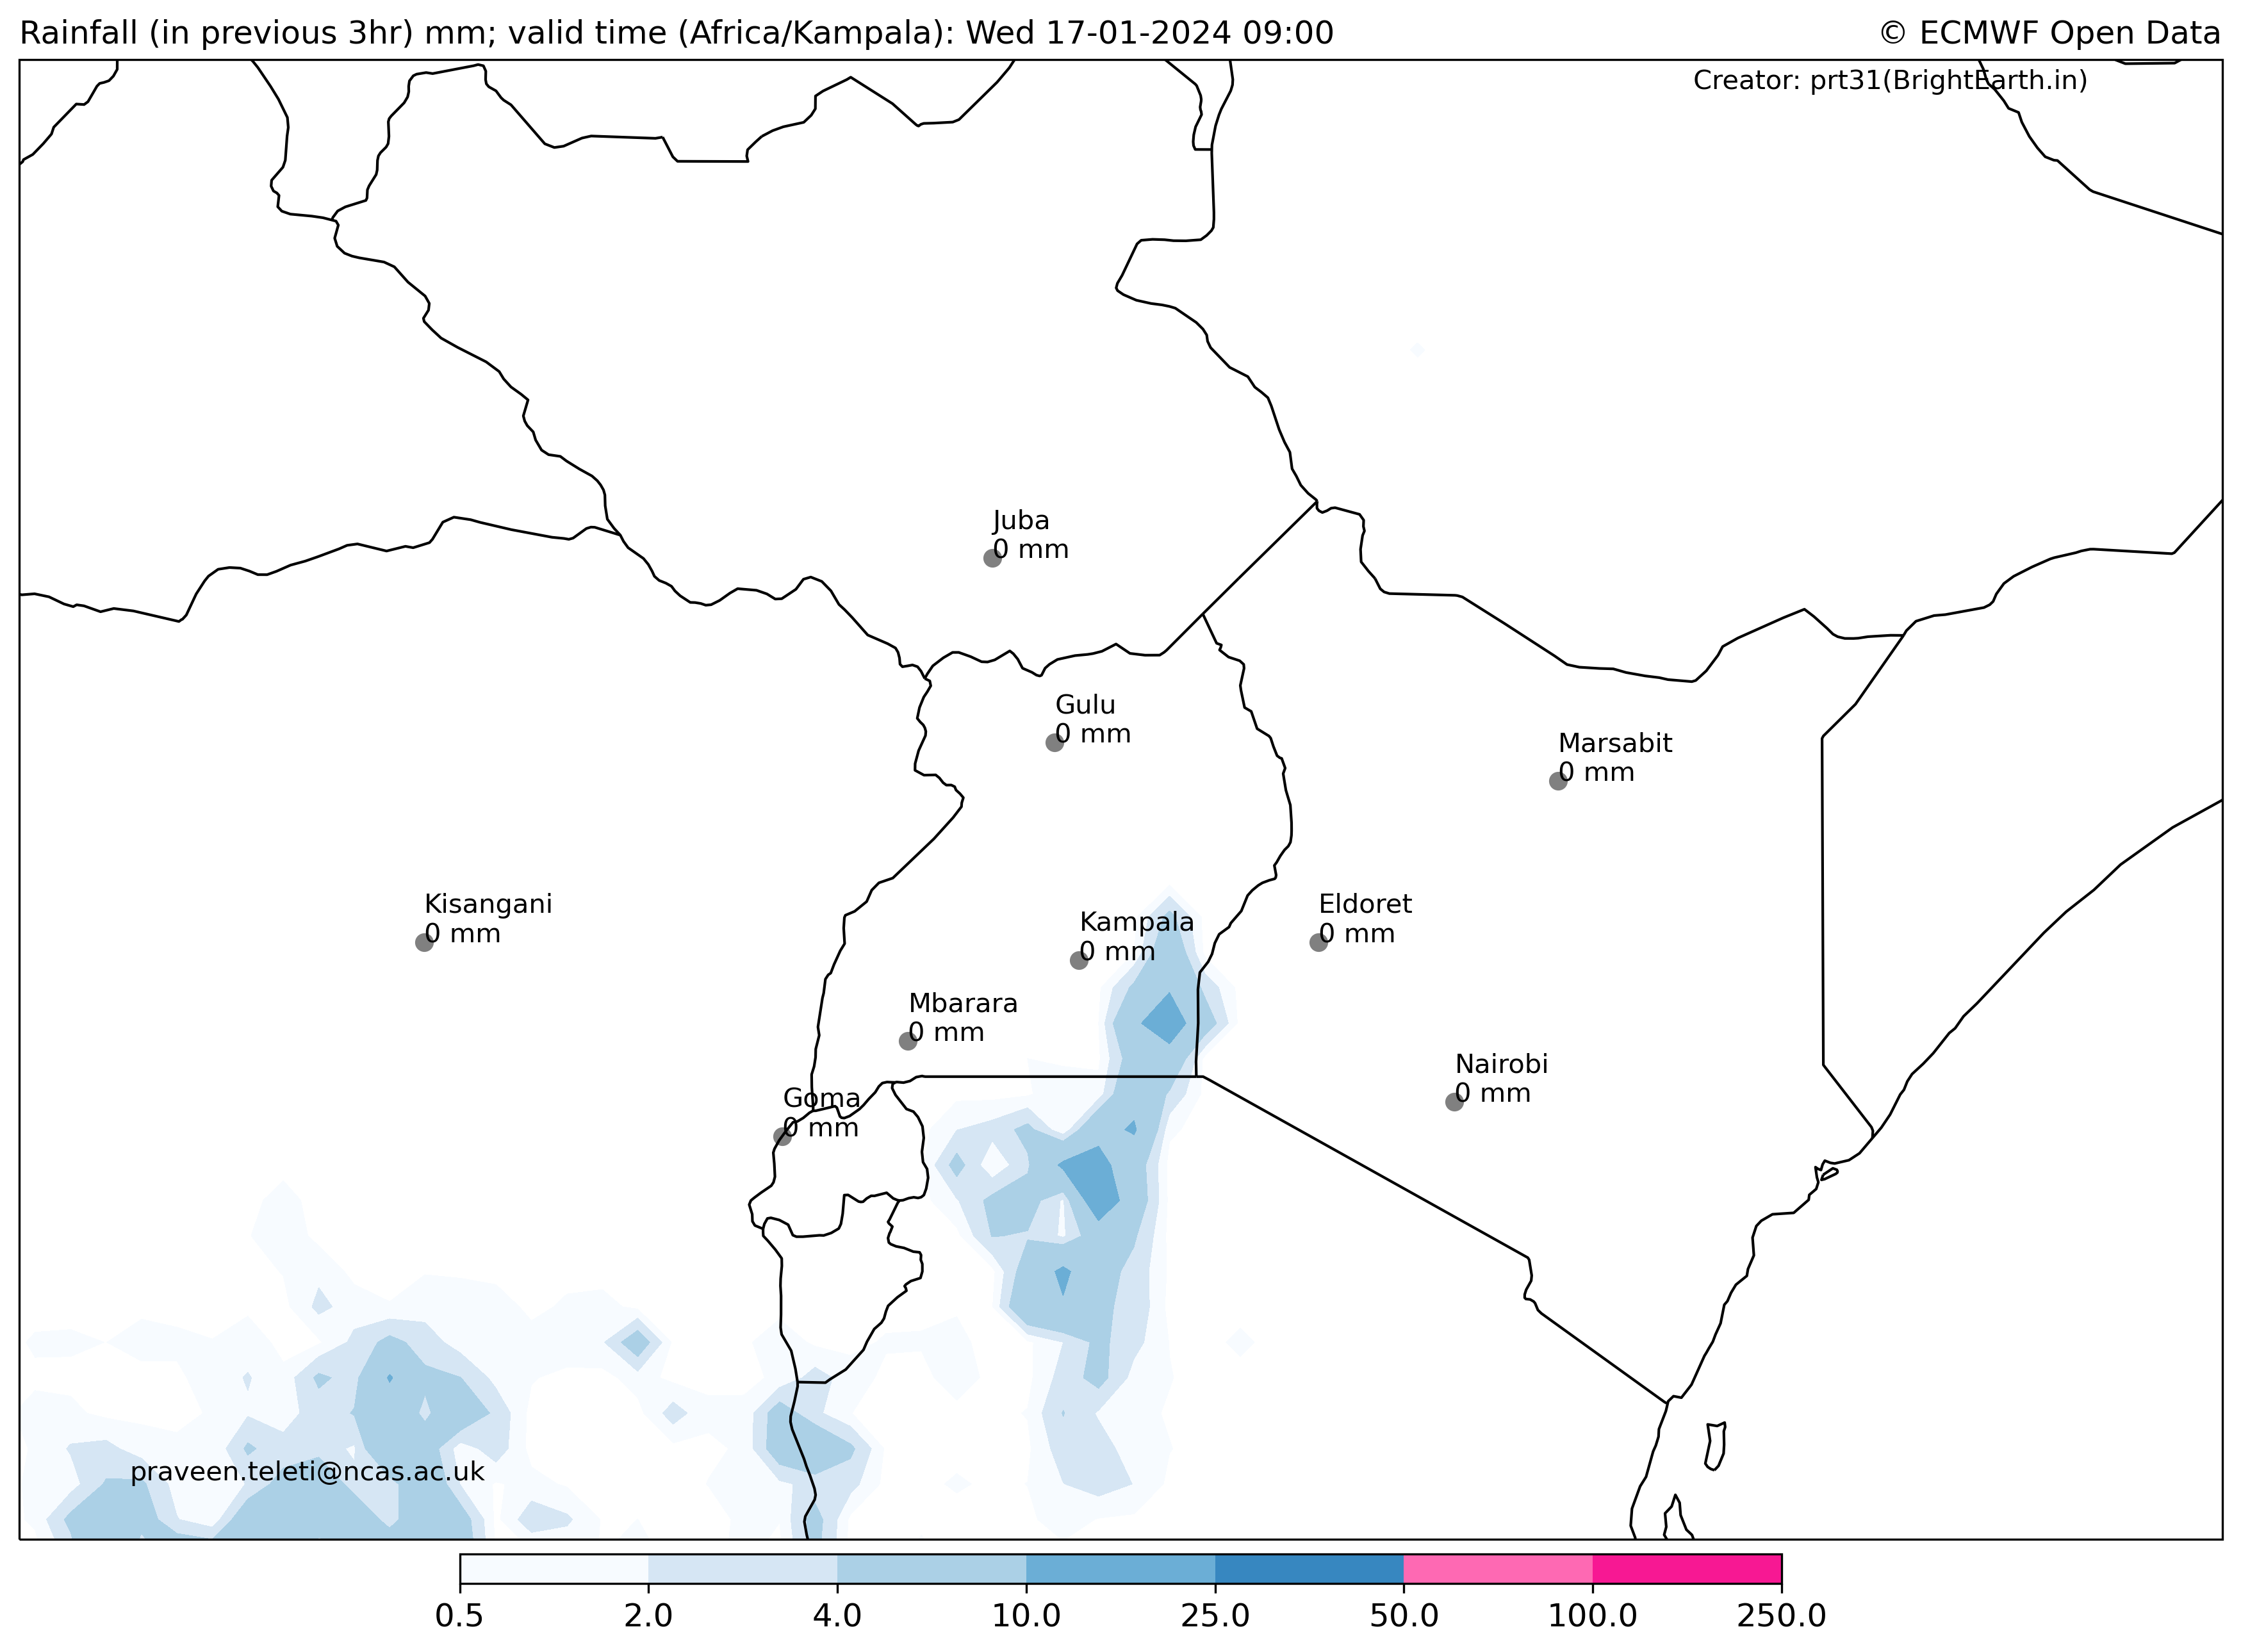 Rainfall (in previous 3hr) mm; valid time (Africa/Kampala): Wed 17-01-2024 09:00
© ECMWF Open Data
Creator: prt31(BrightEarth.in)
Juba
0 mm
Gulu
0 mm
Marsabit
0 mm
Kisangani
0 mm
Kampala
0 mm
Eldoret
0 mm
Mbarara
0 mm
Nairobi
0 mm
Goma
0 mm
praveen.teleti@ncas.ac.uk
0.5 2.0 4.0 10.0 25.0 50.0 100.0 250.0